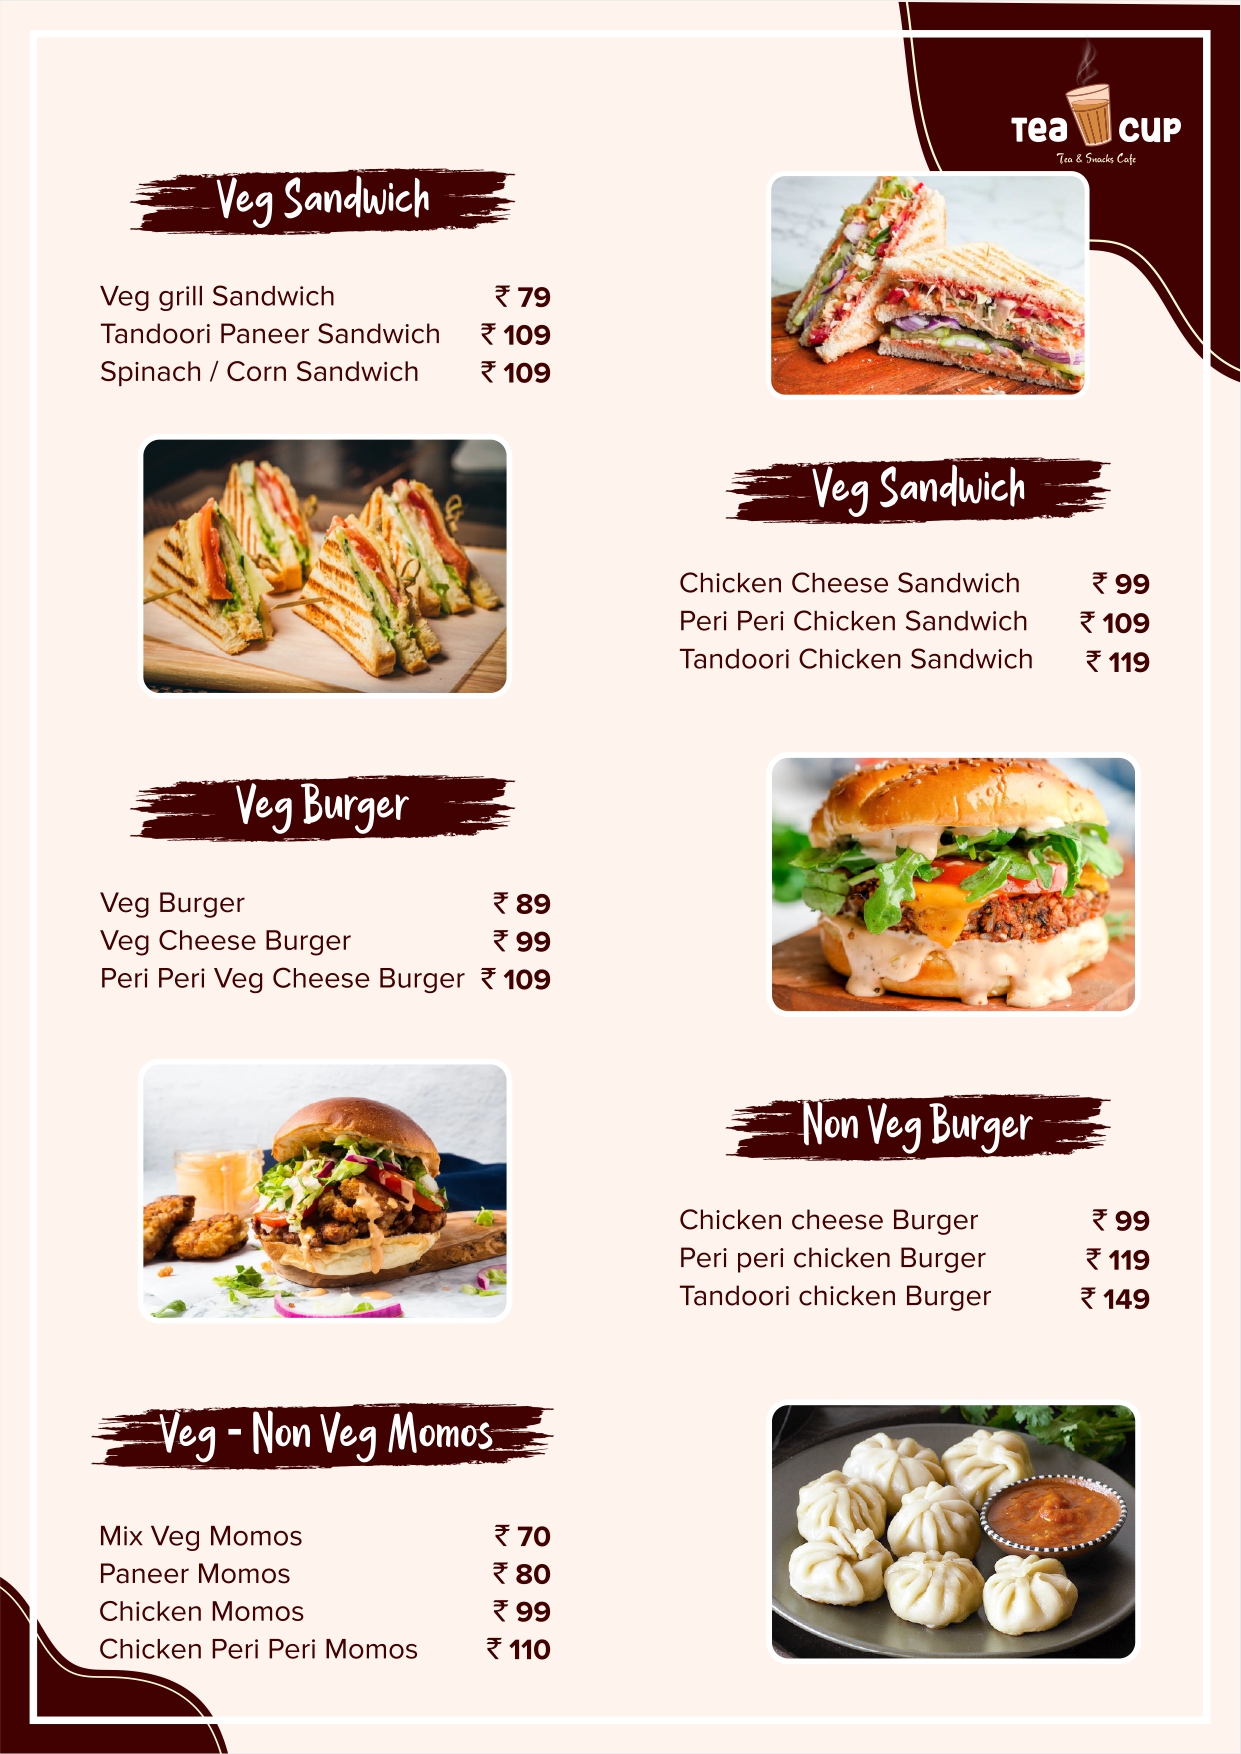 Tea CUP
Tea & Snacks Cafe
Veg Sandwich
Veg grill Sandwich ₹ 79
Tandoori Paneer Sandwich ₹ 109
Spinach / Corn Sandwich ₹ 109
Veg Sandwich
Chicken Cheese Sandwich ₹ 99
Peri Peri Chicken Sandwich ₹ 109
Tandoori Chicken Sandwich ₹ 119
Veg Burger
Veg Burger ₹ 89
Veg Cheese Burger ₹ 99
Peri Peri Veg Cheese Burger ₹ 109
Non Veg Burger
Chicken cheese Burger ₹ 99
Peri peri chicken Burger ₹ 119
Tandoori chicken Burger ₹ 149
Veg - Non Veg Momos
Mix Veg Momos ₹ 70
Paneer Momos ₹ 80
Chicken Momos ₹ 99
Chicken Peri Peri Momos ₹ 110